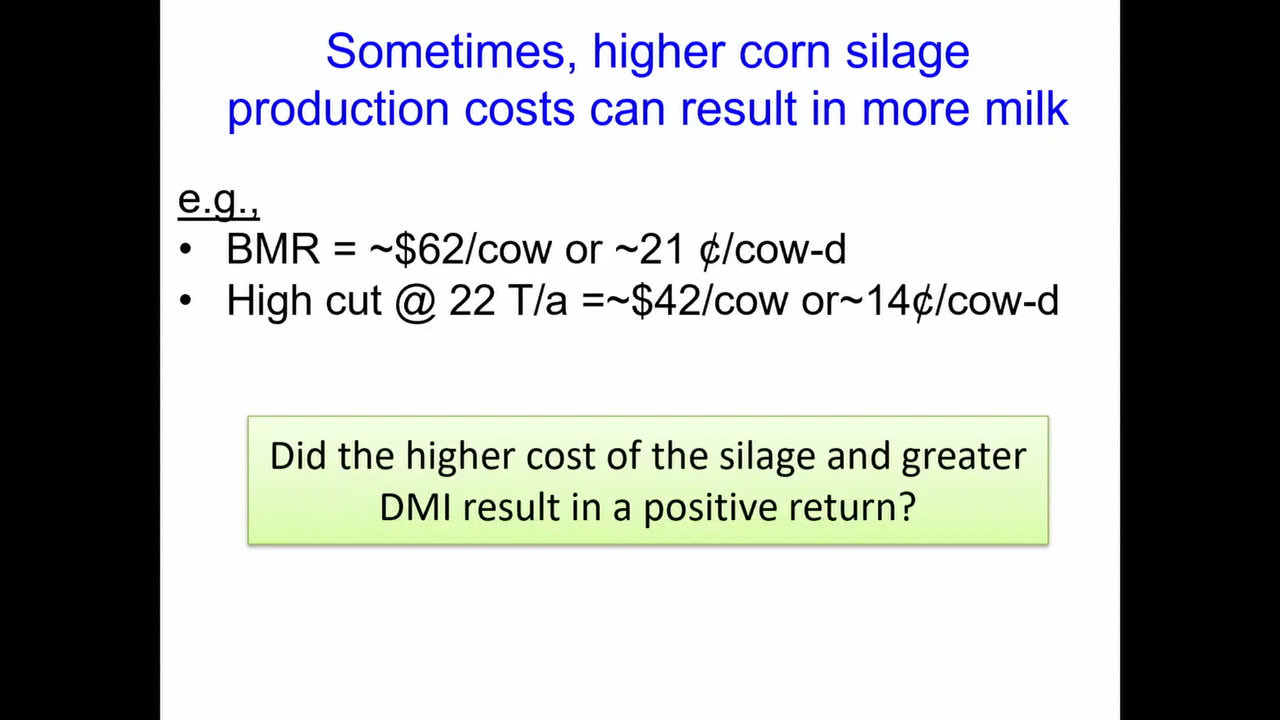 Sometimes, higher corn silage
production costs can result in more milk
e.g.,
• BMR = ~$62/cow or ~21 ¢/cow-d
• High cut @ 22 T/a =~$42/cow or~14¢/cow-d
Did the higher cost of the silage and greater
DMI result in a positive return?